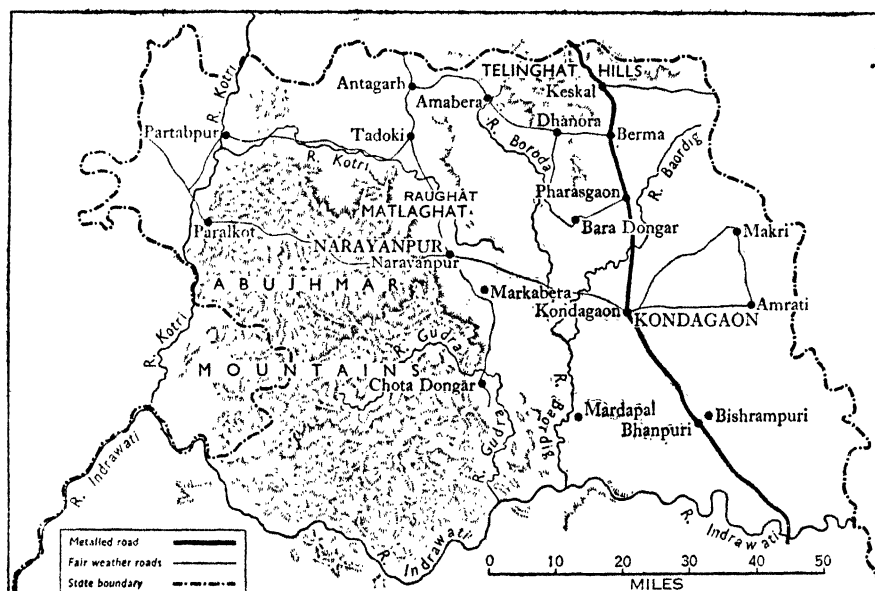 TELINGHAT HILLS
Antagarh
Keskal
Amabera
R. Kotri
Dhanora
Partabpur
Tadoki
Berma
R. Kotri
R. Boroda
R. Baordig
Pharasgaon
RAUGHAT
MATLAGHAT
Paralkot
Bara Dongar
Makri
NARAYANPUR
Narayanpur
ABUJHMAR
Markabera
Kondagaon
KONDAGAON
Amrati
R. Kotri
R. Gudra
MOUNTAINS
Chota Dongar
R. Baordig
Mardapal
Bishrampuri
Bhanpuri
R. Gudra
R. Indrawati
R. Indrawati
R. Indrawati
Metalled road
Fair weather roads
State boundary
0 10 20 30 40 50
MILES